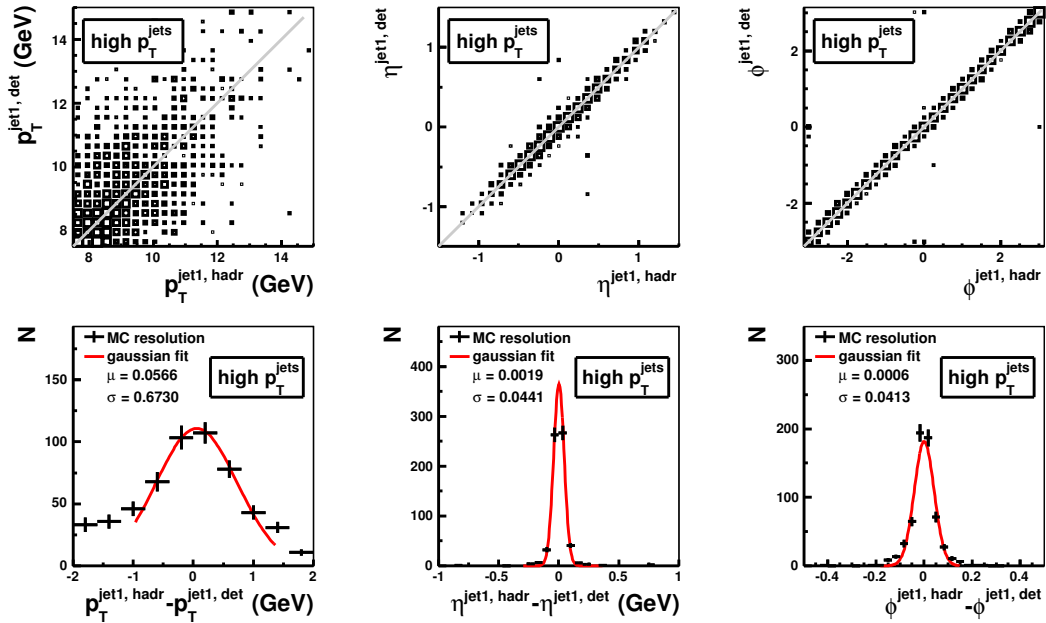 p_T^{jet1, det} (GeV)
high p_T^{jets}
14
12
10
8
8 10 12 14
p_T^{jet1, hadr} (GeV)
η^{jet1, det}
high p_T^{jets}
1
0
-1
-1 0 1
η^{jet1, hadr}
φ^{jet1, det}
high p_T^{jets}
2
0
-2
-2 0 2
φ^{jet1, hadr}
N
MC resolution
gaussian fit
μ = 0.0566
σ = 0.6730
high p_T^{jets}
150
100
50
0
-2 -1 0 1 2
p_T^{jet1, hadr}-p_T^{jet1, det} (GeV)
N
MC resolution
gaussian fit
μ = 0.0019
σ = 0.0441
high p_T^{jets}
400
300
200
100
0
-1 -0.5 0 0.5 1
η^{jet1, hadr}-η^{jet1, det} (GeV)
N
MC resolution
gaussian fit
μ = 0.0006
σ = 0.0413
high p_T^{jets}
300
200
100
0
-0.4 -0.2 0 0.2 0.4
φ^{jet1, hadr}-φ^{jet1, det}